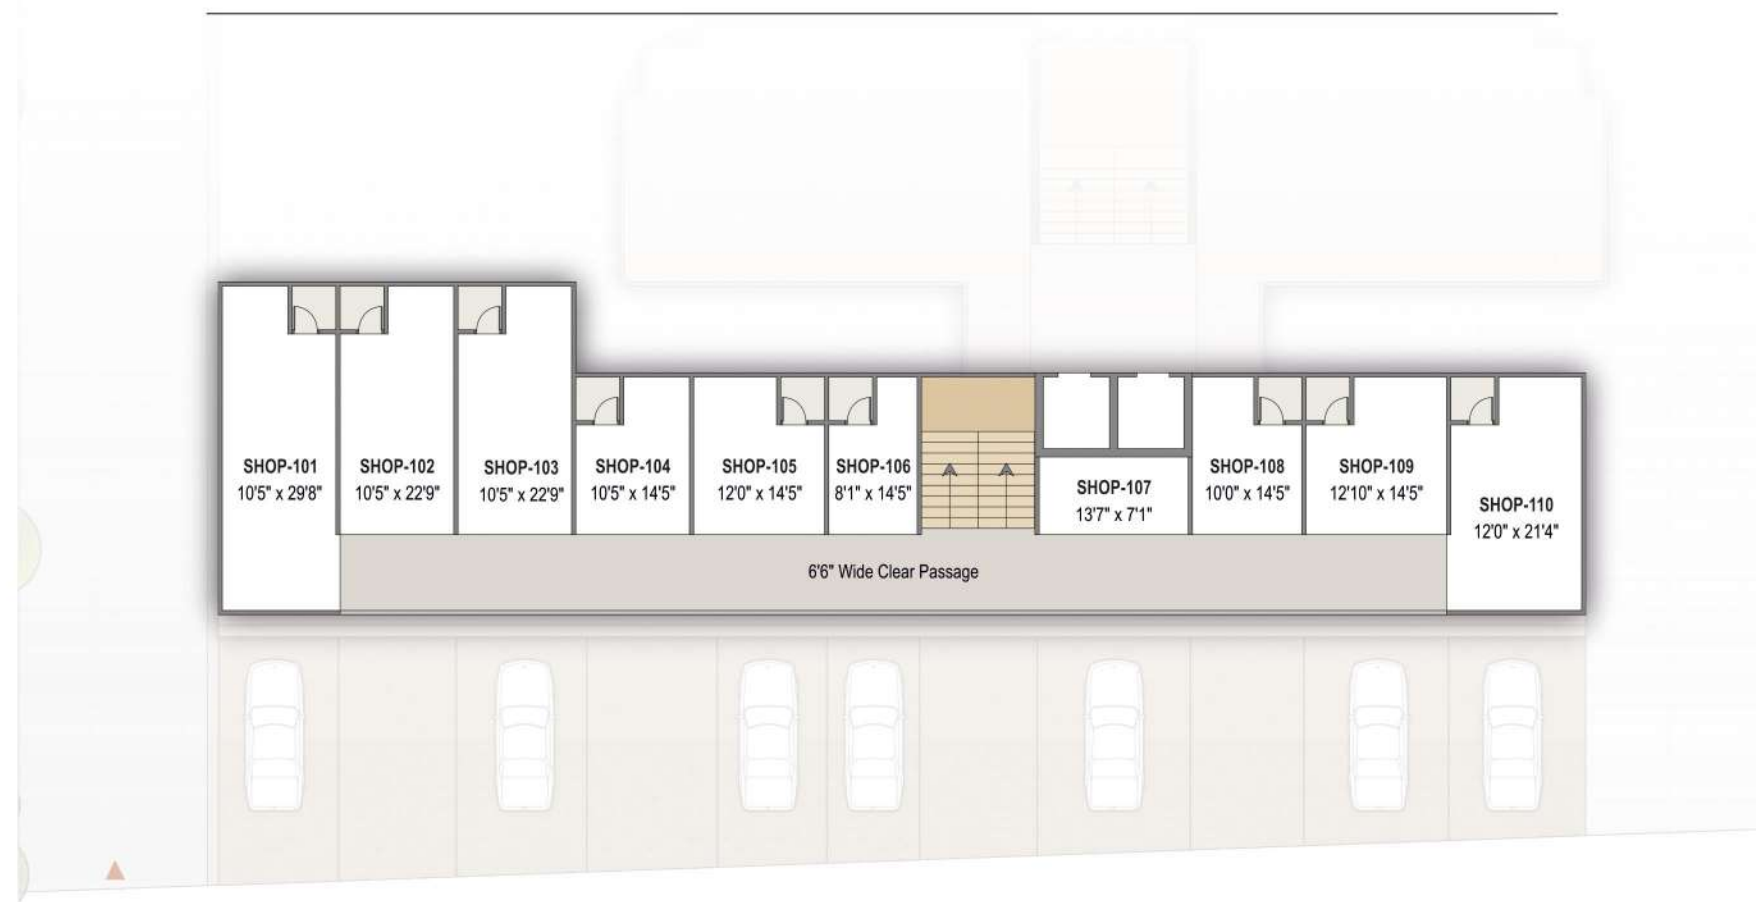 SHOP-101
10'5" x 29'8"
SHOP-102
10'5" x 22'9"
SHOP-103
10'5" x 22'9"
SHOP-104
10'5" x 14'5"
SHOP-105
12'0" x 14'5"
SHOP-106
8'1" x 14'5"
SHOP-107
13'7" x 7'1"
SHOP-108
10'0" x 14'5"
SHOP-109
12'10" x 14'5"
SHOP-110
12'0" x 21'4"
6'6" Wide Clear Passage